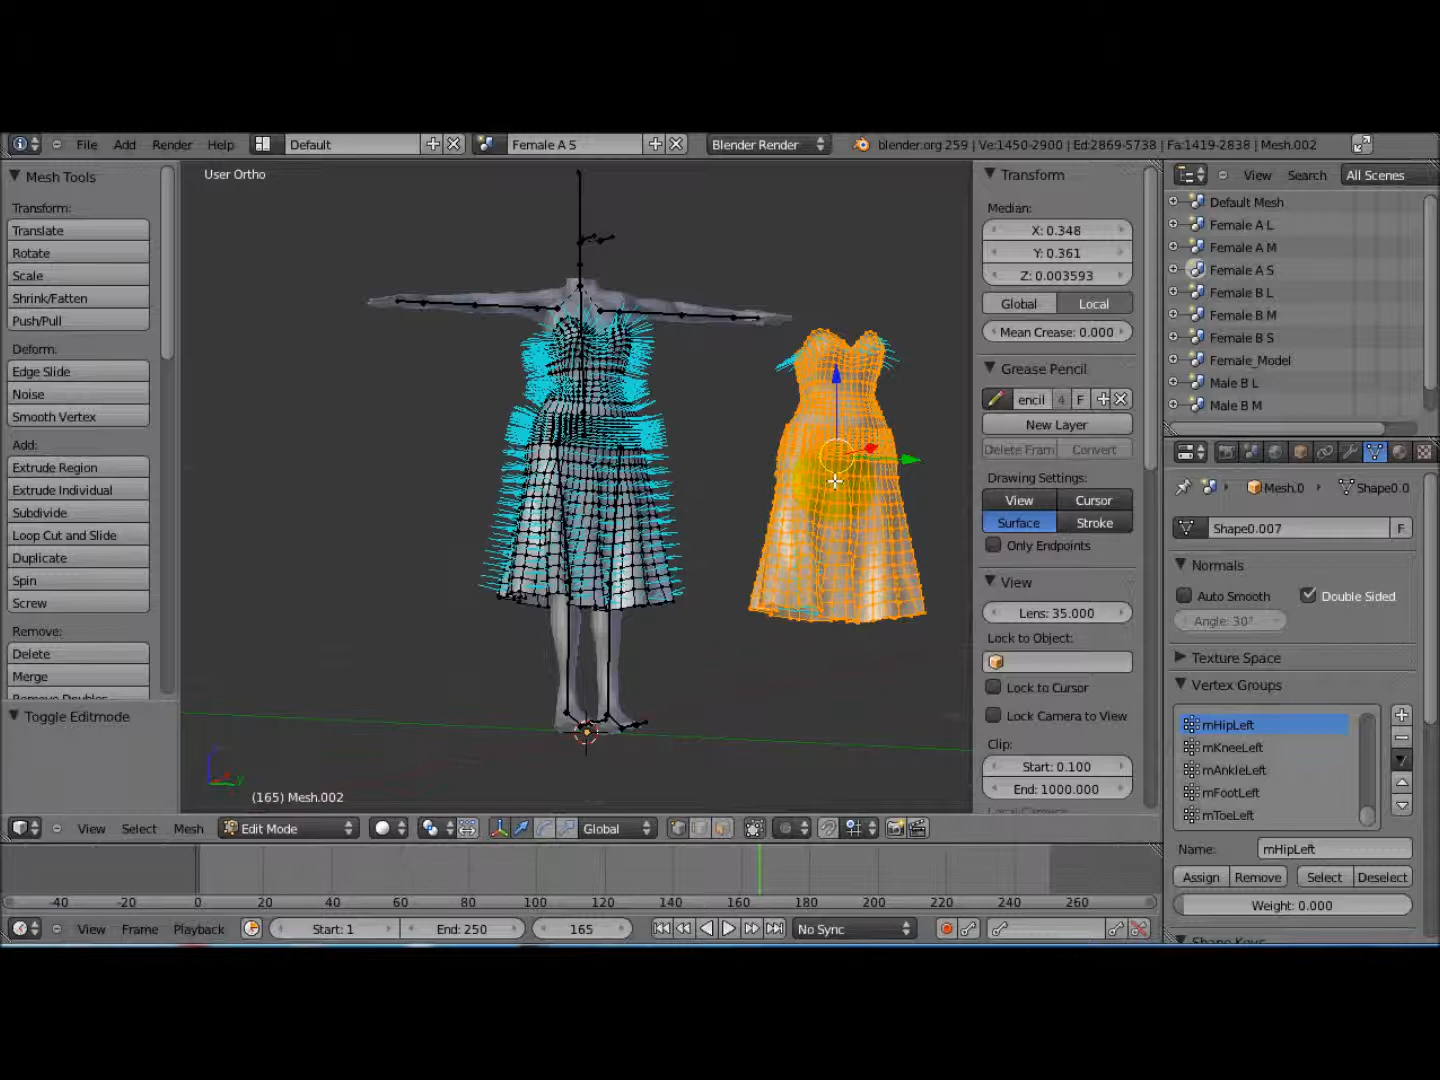 File Add Render Help Default Female A S Blender Render blender.org 259 | Ve:1450-2900 | Ed:2869-5738 | Fa:1419-2838 | Mesh.002
Mesh Tools
Transform:
Translate
Rotate
Scale
Shrink/Fatten
Push/Pull
Deform:
Edge Slide
Noise
Smooth Vertex
Add:
Extrude Region
Extrude Individual
Subdivide
Loop Cut and Slide
Duplicate
Spin
Screw
Remove:
Delete
Merge
Remove Doubles
Toggle Editmode
User Ortho
(165) Mesh.002
Transform
Median:
X: 0.348
Y: 0.361
Z: 0.003593
Global Local
Mean Crease: 0.000
Grease Pencil
encil 4 F
New Layer
Delete Fram Convert
Drawing Settings:
View Cursor
Surface Stroke
Only Endpoints
View
Lens: 35.000
Lock to Object:
Lock to Cursor
Lock Camera to View
Clip:
Start: 0.100
End: 1000.000
View Search All Scenes
Default Mesh
Female A L
Female A M
Female A S
Female B L
Female B M
Female B S
Female_Model
Male B L
Male B M
Mesh.0 Shape0.0
Shape0.007 F
Normals
Auto Smooth Double Sided
Angle: 30°
Texture Space
Vertex Groups
mHipLeft
mKneeLeft
mAnkleLeft
mFootLeft
mToeLeft
Name: mHipLeft
Assign Remove Select Deselect
Weight: 0.000
Shape Keys
View Select Mesh Edit Mode Global
-40 -20 0 20 40 60 80 100 120 140 160 180 200 220 240 260
View Frame Playback Start: 1 End: 250 165 No Sync